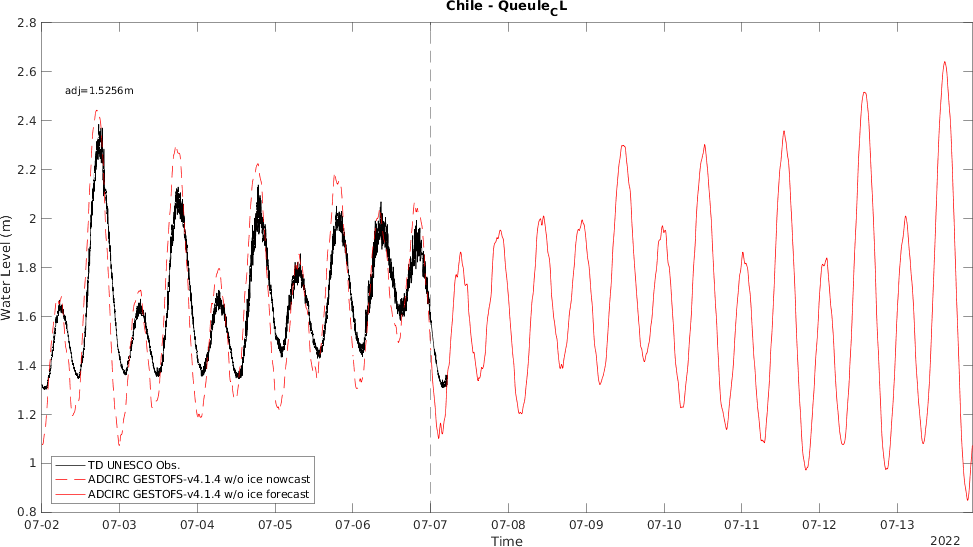 Chile - Queule_CL
2.8
2.6
adj=1.5256m
2.4
2.2
2
1.8
1.6
1.4
1.2
1
0.8
Water Level (m)
TD UNESCO Obs.
ADCIRC GESTOFS-v4.1.4 w/o ice nowcast
ADCIRC GESTOFS-v4.1.4 w/o ice forecast
07-02 07-03 07-04 07-05 07-06 07-07 07-08 07-09 07-10 07-11 07-12 07-13
Time
2022